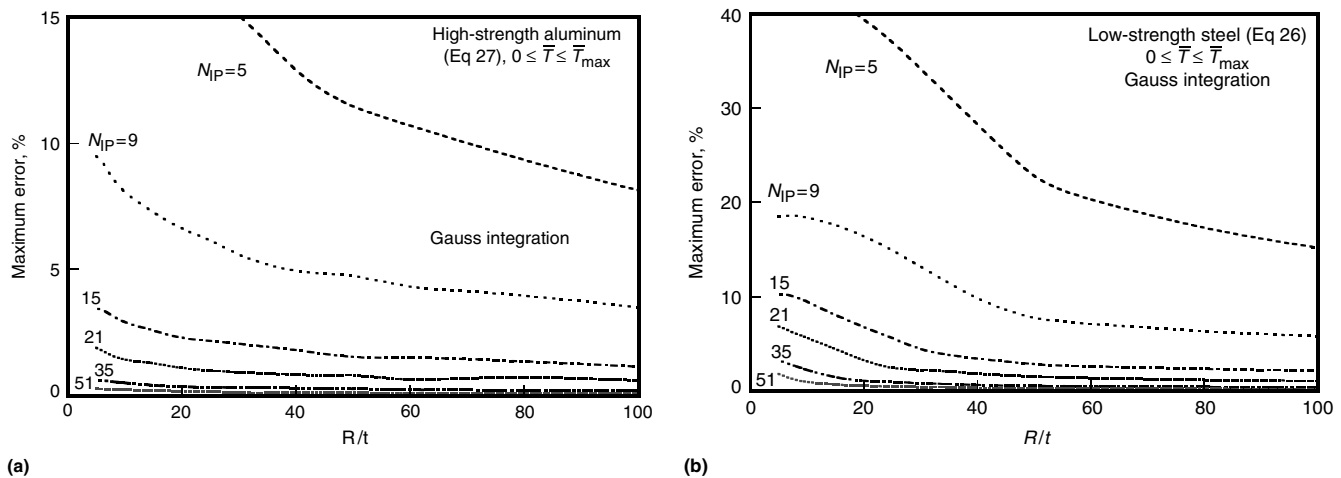 15
10
5
0
0
20
40
60
80
100
Maximum error, %
R/t
High-strength aluminum
(Eq 27), 0 ≤ T̅ ≤ T̅max
NIP=5
NIP=9
Gauss integration
15
21
35
51
(a)
40
30
20
10
0
0
20
40
60
80
100
Maximum error, %
R/t
Low-strength steel (Eq 26)
0 ≤ T̅ ≤ T̅max
Gauss integration
NIP=5
NIP=9
15
21
35
51
(b)